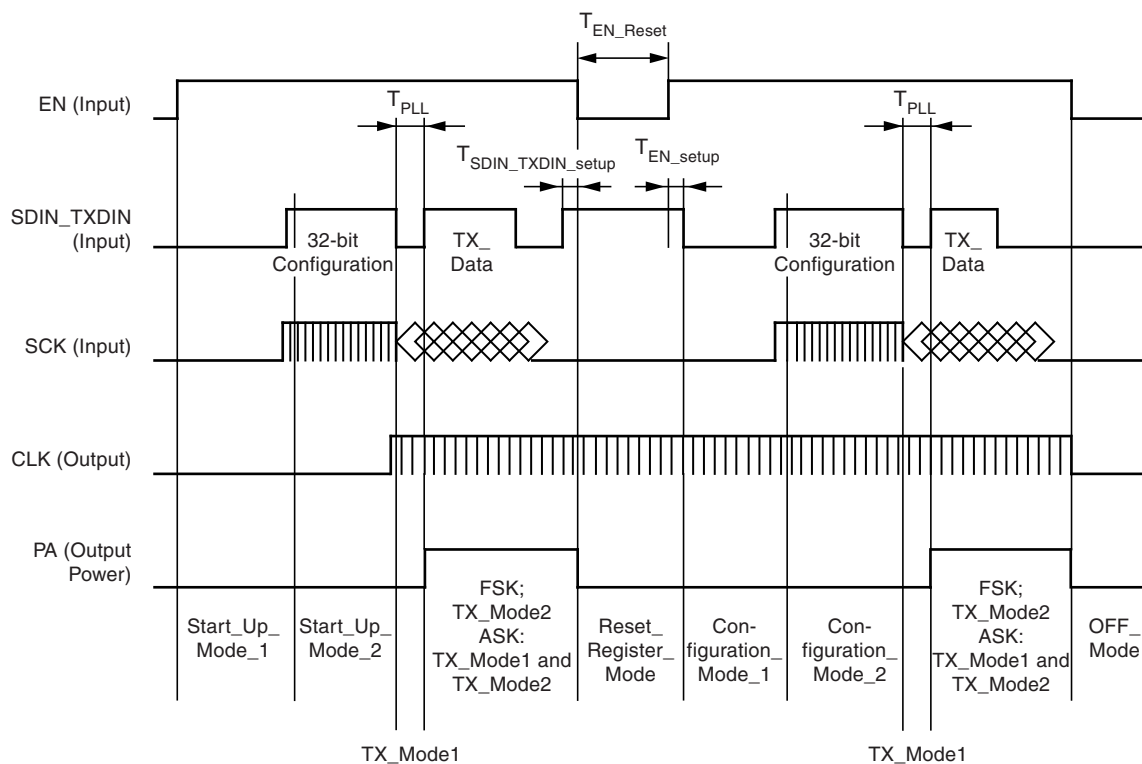 T_EN_Reset
EN (Input)
T_PLL
T_PLL
T_SDIN_TXDIN_setup
T_EN_setup
SDIN_TXDIN
(Input)
32-bit
Configuration
TX_
Data
32-bit
Configuration
TX_
Data
SCK (Input)
CLK (Output)
PA (Output
Power)
Start_Up_
Mode_1
Start_Up_
Mode_2
FSK;
TX_Mode2
ASK:
TX_Mode1 and
TX_Mode2
Reset_
Register_
Mode
Con-
figuration_
Mode_1
Con-
figuration_
Mode_2
FSK;
TX_Mode2
ASK:
TX_Mode1 and
TX_Mode2
OFF_
Mode
TX_Mode1
TX_Mode1